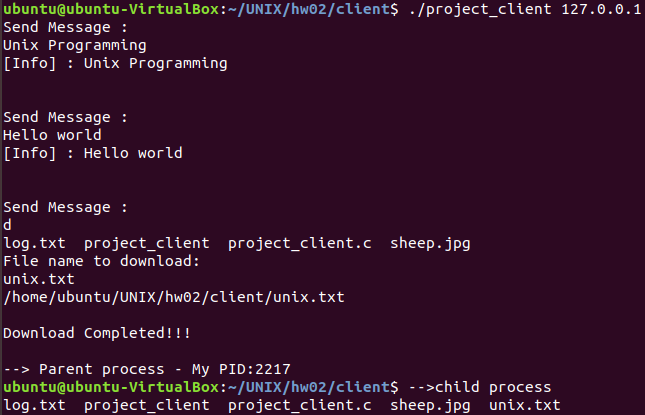 ubuntu@ubuntu-VirtualBox:~/UNIX/hw02/client$ ./project_client 127.0.0.1
Send Message :
Unix Programming
[Info] : Unix Programming
Send Message :
Hello world
[Info] : Hello world
Send Message :
d
log.txt  project_client  project_client.c  sheep.jpg
File name to download:
unix.txt
/home/ubuntu/UNIX/hw02/client/unix.txt
Download Completed!!!
--> Parent process - My PID:2217
ubuntu@ubuntu-VirtualBox:~/UNIX/hw02/client$ -->child process
log.txt  project_client  project_client.c  sheep.jpg  unix.txt